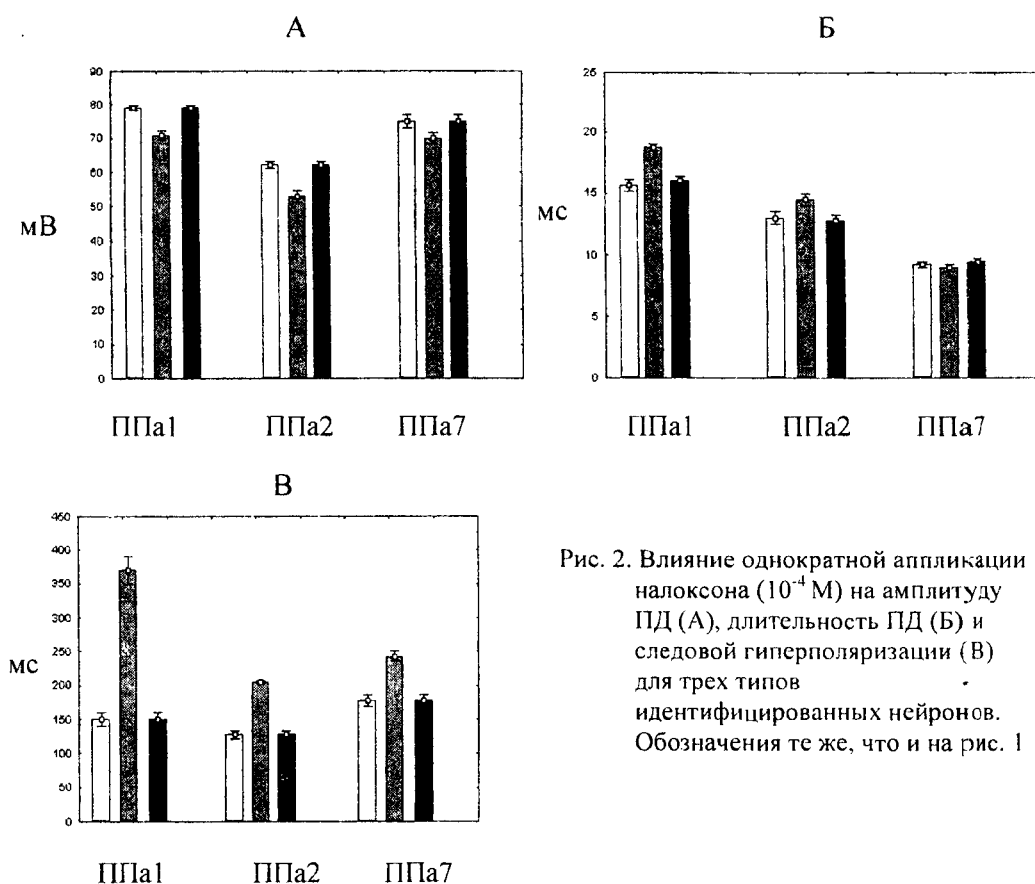 А
90
80
70
60
50
40
30
20
10
0
мВ
ППа1 ППа2 ППа7
Б
25
20
15
10
5
0
мс
ППа1 ППа2 ППа7
В
450
400
350
300
250
200
150
100
50
0
мс
ППа1 ППа2 ППа7
Рис. 2. Влияние однократной аппликации
налоксона (10⁻⁴ М) на амплитуду
ПД (А), длительность ПД (Б) и
следовой гиперполяризации (В)
для трех типов
идентифицированных нейронов.
Обозначения те же, что и на рис. 1